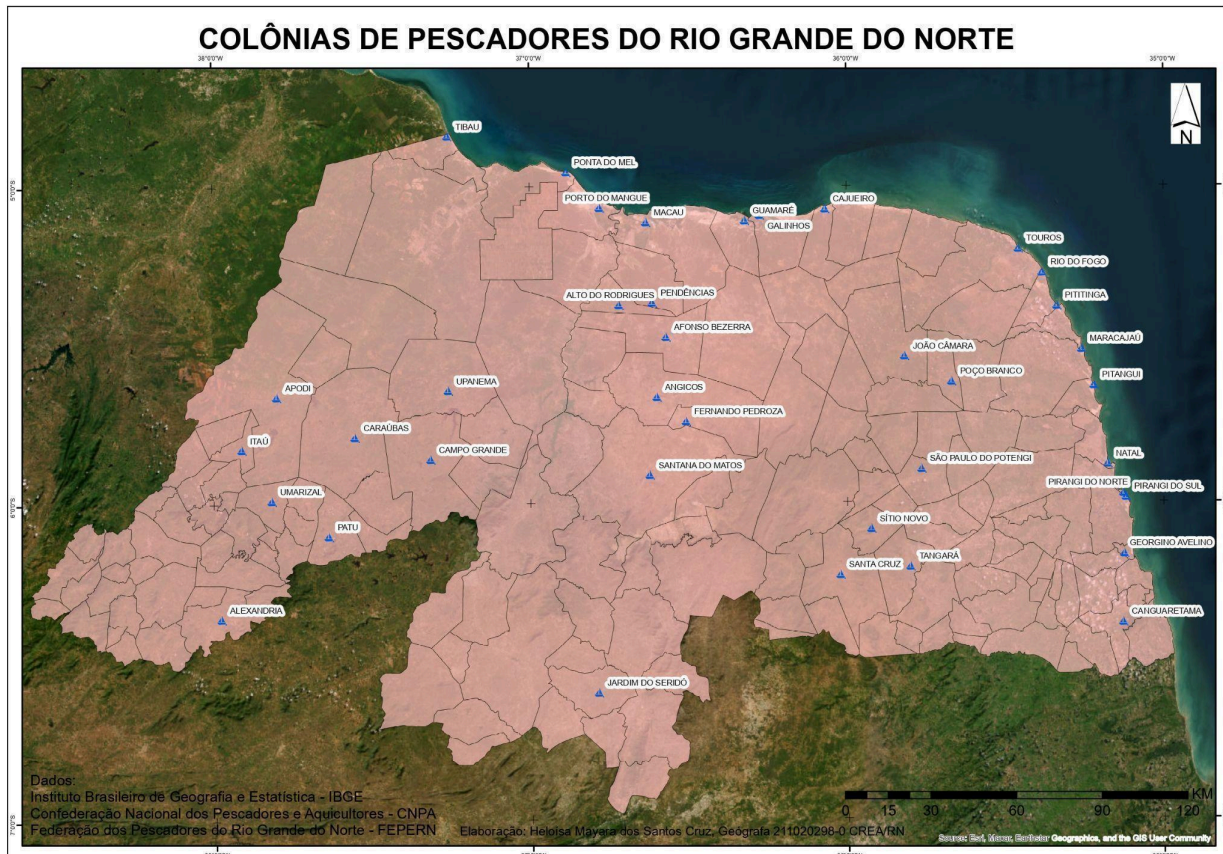 COLÔNIAS DE PESCADORES DO RIO GRANDE DO NORTE
38°0'0"W
37°0'0"W
36°0'0"W
35°0'0"W
N
TIBAU
PONTA DO MEL
5°0'0"S
PORTO DO MANGUE
MACAU
GUAMARÉ
GALINHOS
CAJUEIRO
TOUROS
RIO DO FOGO
ALTO DO RODRIGUES
PENDÊNCIAS
PITITINGA
AFONSO BEZERRA
MARACAJAÚ
JOÃO CÂMARA
POÇO BRANCO
PITANGUI
APODI
UPANEMA
ANGICOS
FERNANDO PEDROZA
CARAÚBAS
ITAÚ
CAMPO GRANDE
SANTANA DO MATOS
SÃO PAULO DO POTENGI
NATAL
PIRANGI DO NORTE
PIRANGI DO SUL
UMARIZAL
6°0'0"S
PATU
SÍTIO NOVO
GEORGINO AVELINO
SANTA CRUZ
TANGARÁ
ALEXANDRIA
CANGUARETAMA
JARDIM DO SERIDÓ
Dados:
Instituto Brasileiro de Geografia e Estatística - IBGE
Confederação Nacional dos Pescadores e Aquicultores - CNPA
Federação dos Pescadores do Rio Grande do Norte - FEPERN
Elaboração: Heloisa Mayara dos Santos Cruz, Geógrafa 211020298-0 CREA/RN
KM
0 15 30 60 90 120
Source: Esri, Maxar, Earthstar Geographics, and the GIS User Community
7°0'0"S